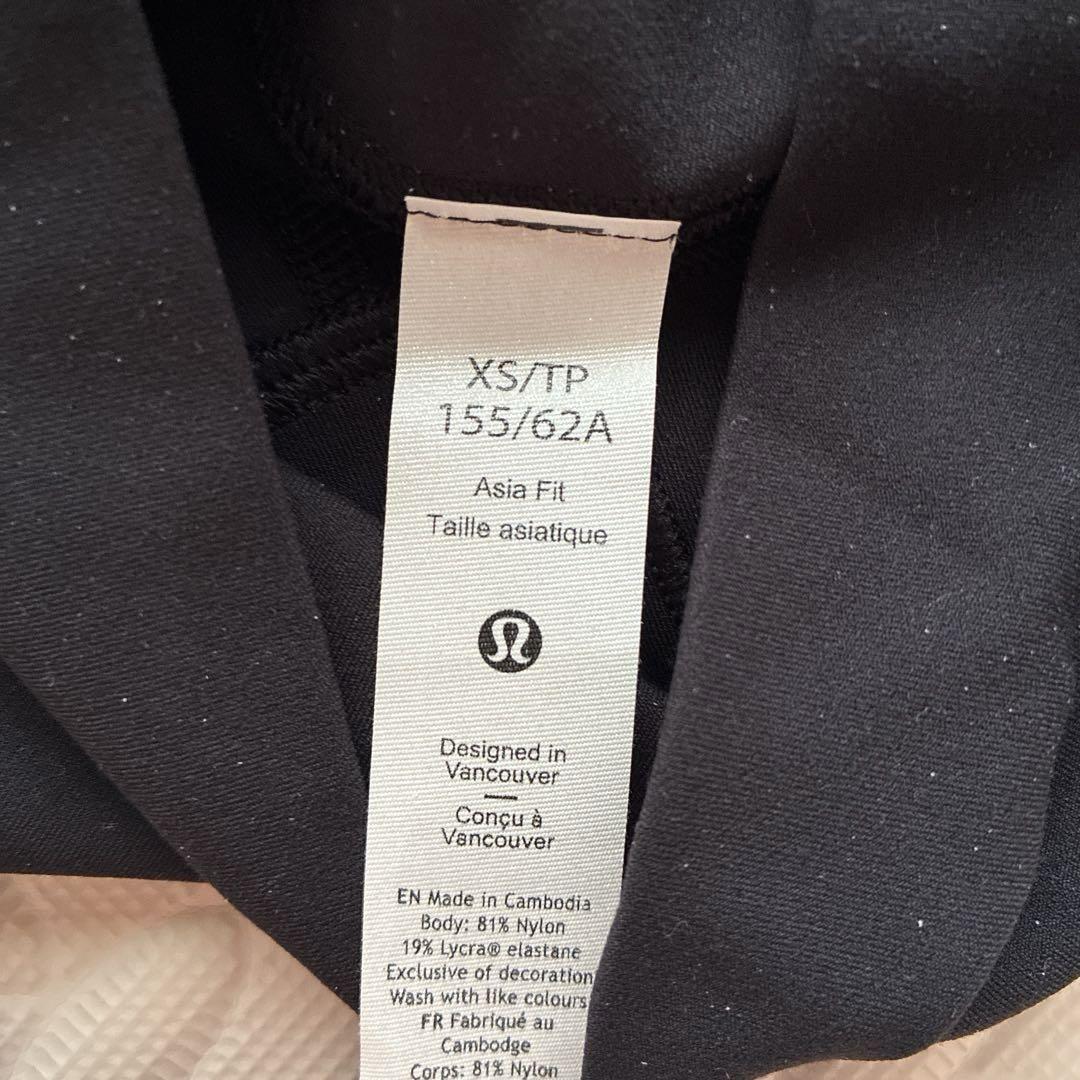 XS/TP
155/62A
Asia Fit
Taille asiatique
Designed in
Vancouver
Conçu à
Vancouver
EN Made in Cambodia
Body: 81% Nylon
19% Lycra® elastane
Exclusive of decoration
Wash with like colours
FR Fabriqué au
Cambodge
Corps: 81% Nylon